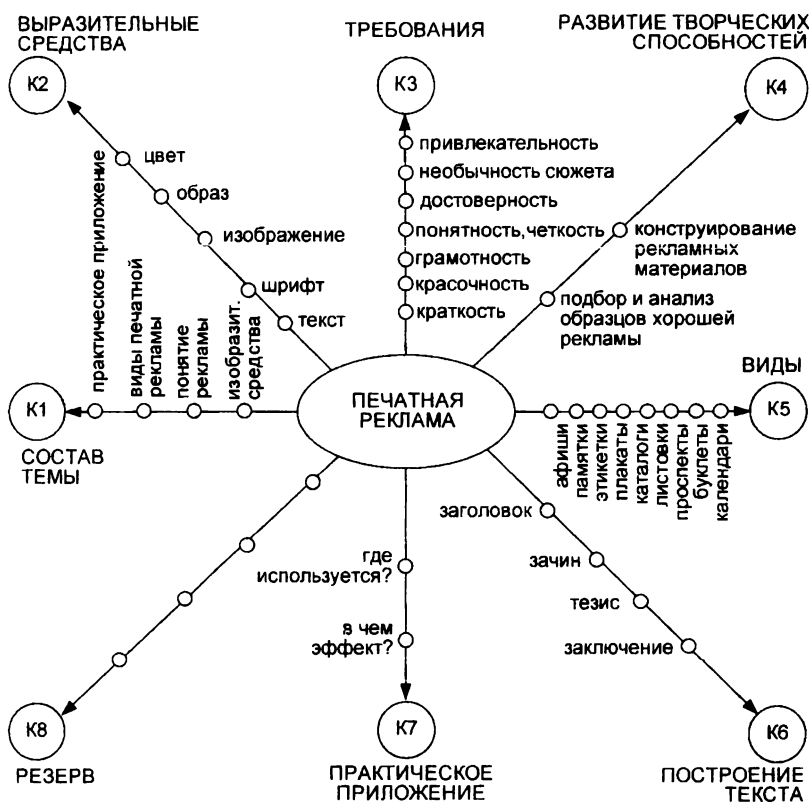 ВЫРАЗИТЕЛЬНЫЕ
СРЕДСТВА
К2
цвет
образ
изображение
шрифт
текст
ТРЕБОВАНИЯ
К3
привлекательность
необычность сюжета
достоверность
понятность,четкость
грамотность
красочность
краткость
РАЗВИТИЕ ТВОРЧЕСКИХ
СПОСОБНОСТЕЙ
К4
конструирование
рекламных
материалов
подбор и анализ
образцов хорошей
рекламы
практическое приложение
виды печатной
рекламы
понятие
рекламы
изобразит.
средства
К1
СОСТАВ
ТЕМЫ
ПЕЧАТНАЯ
РЕКЛАМА
ВИДЫ
К5
афиши
памятки
этикетки
плакаты
каталоги
листовки
проспекты
буклеты
календари
К8
РЕЗЕРВ
где
используется?
в чем
эффект?
К7
ПРАКТИЧЕСКОЕ
ПРИЛОЖЕНИЕ
заголовок
зачин
тезис
заключение
К6
ПОСТРОЕНИЕ
ТЕКСТА